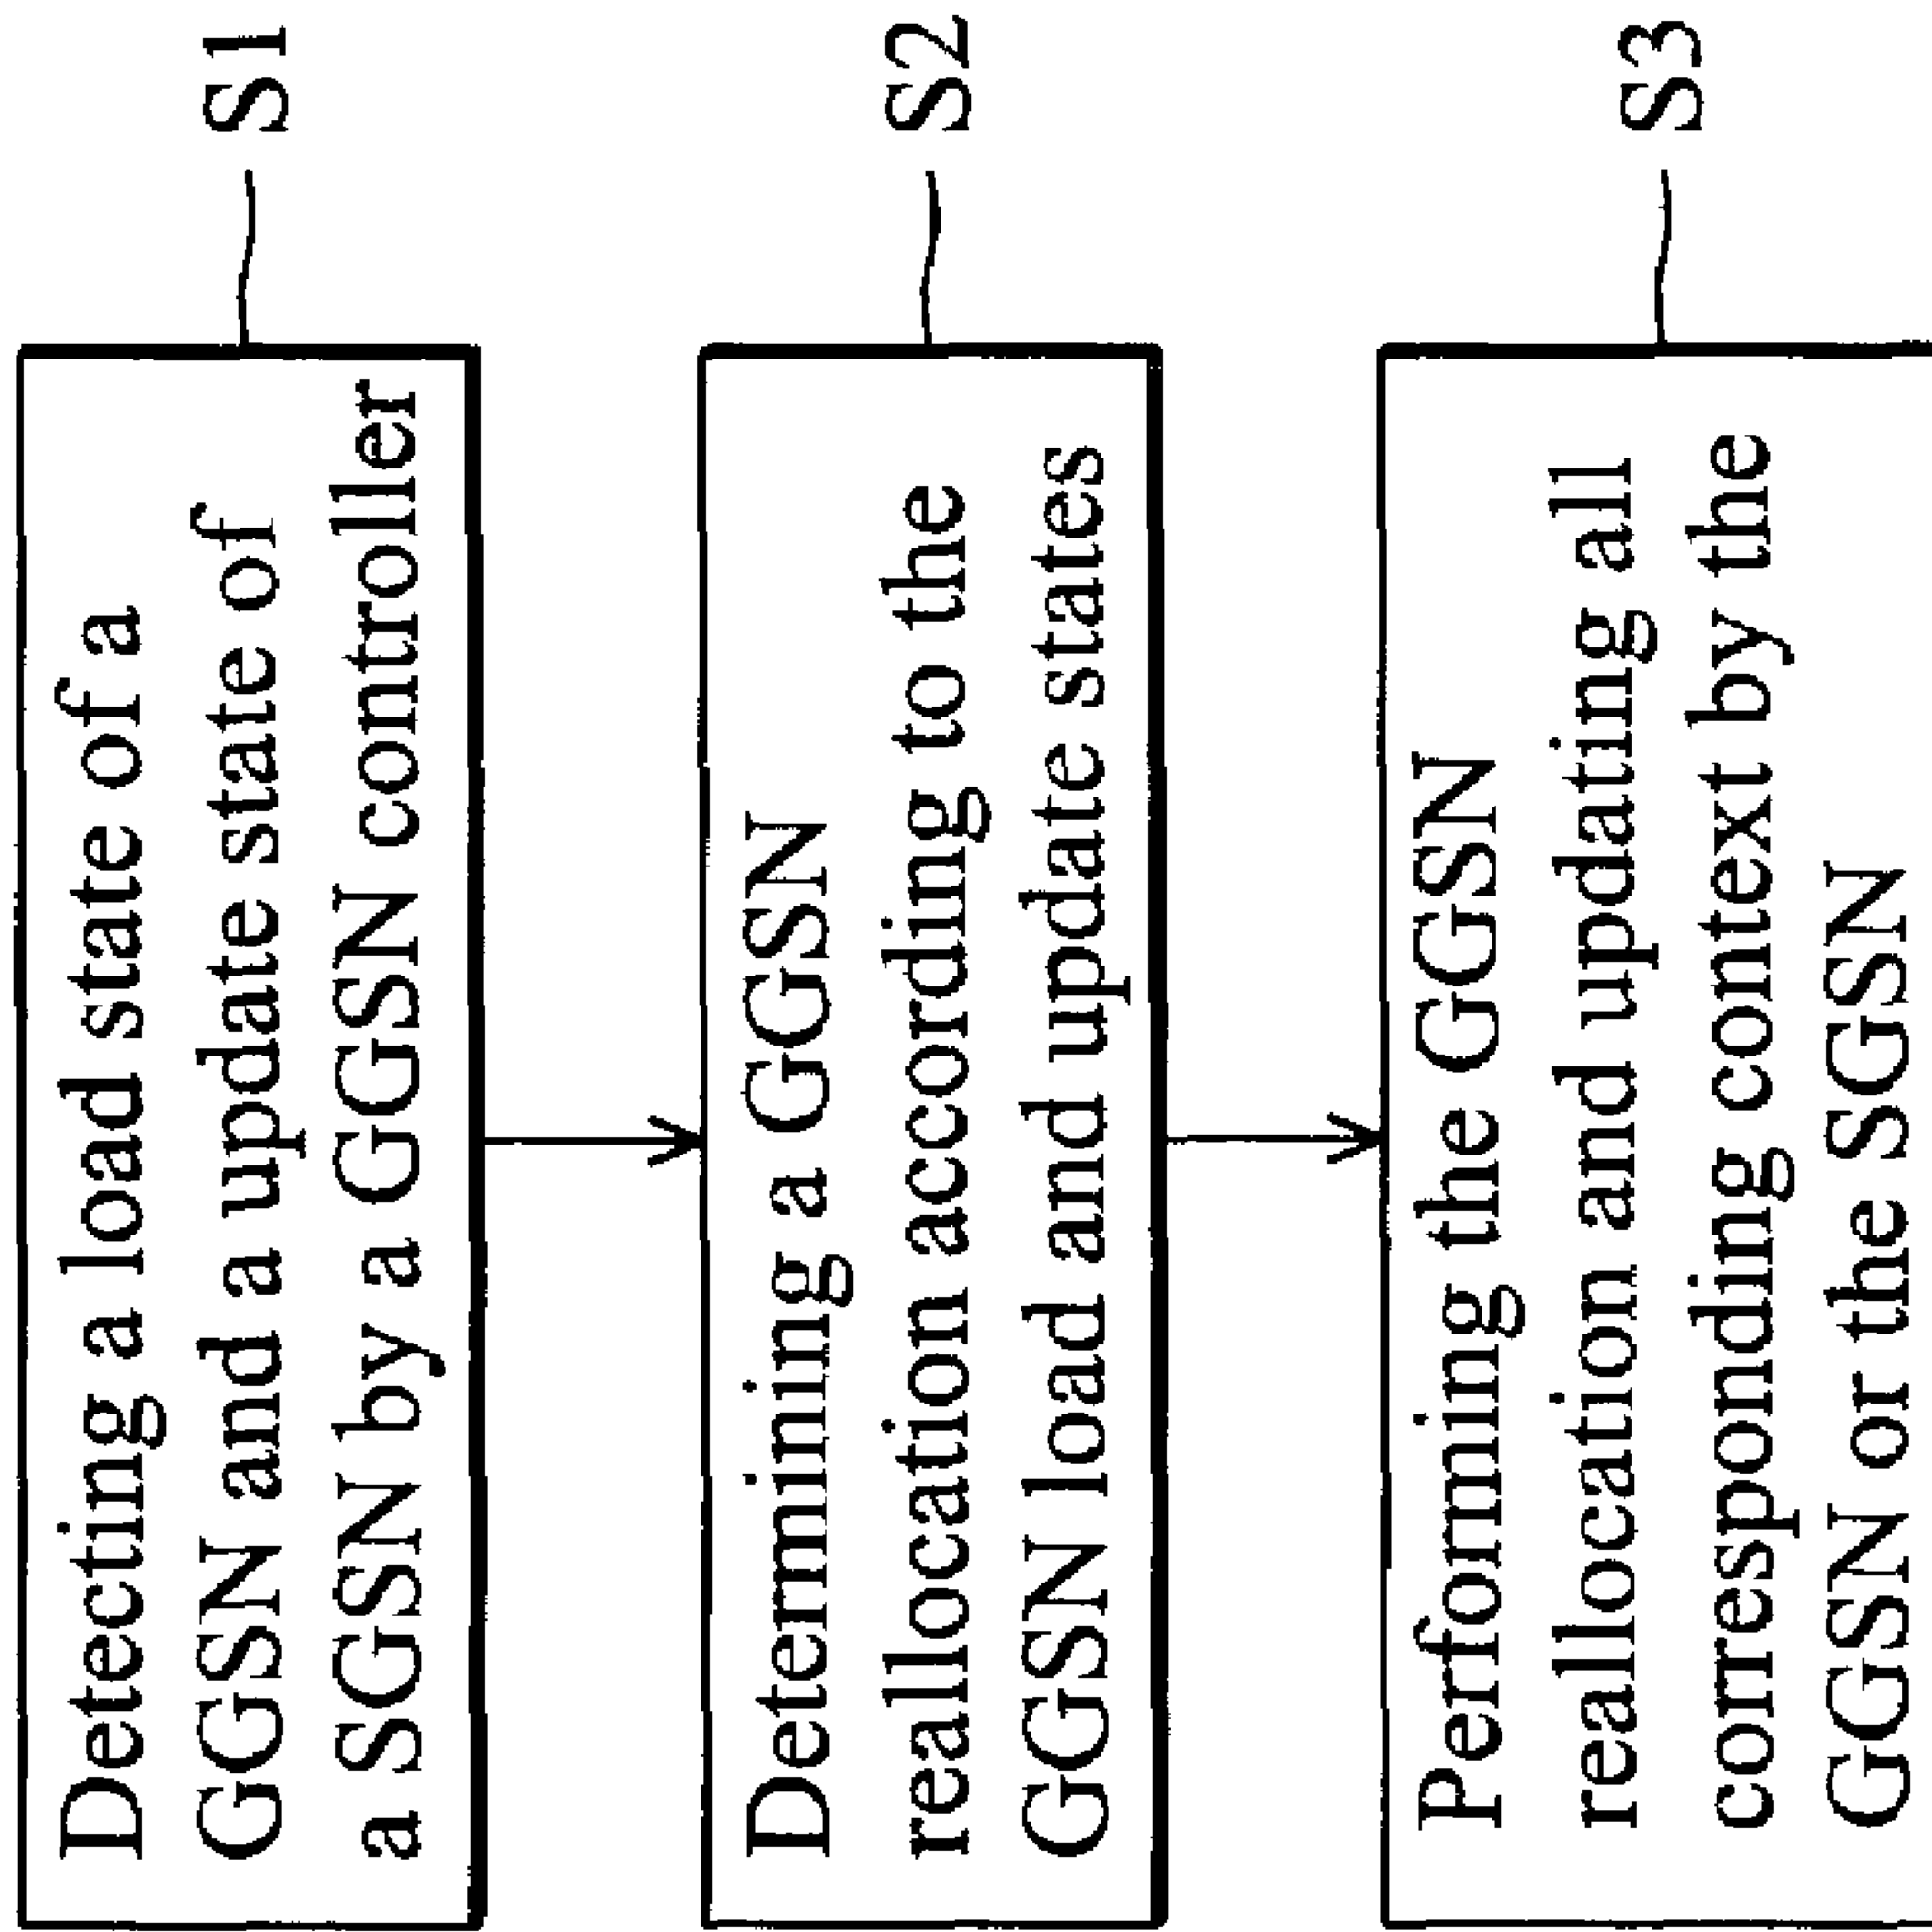 Detecting a load state of a
GGSN and a update state of
a SGSN by a GGSN controller
S1
Determining a GGSN
reallocation according to the
GGSN load and update states
S2
Performing the GGSN
reallocation and updating all
corresponding context by the
GGSN or the SGSN
S3